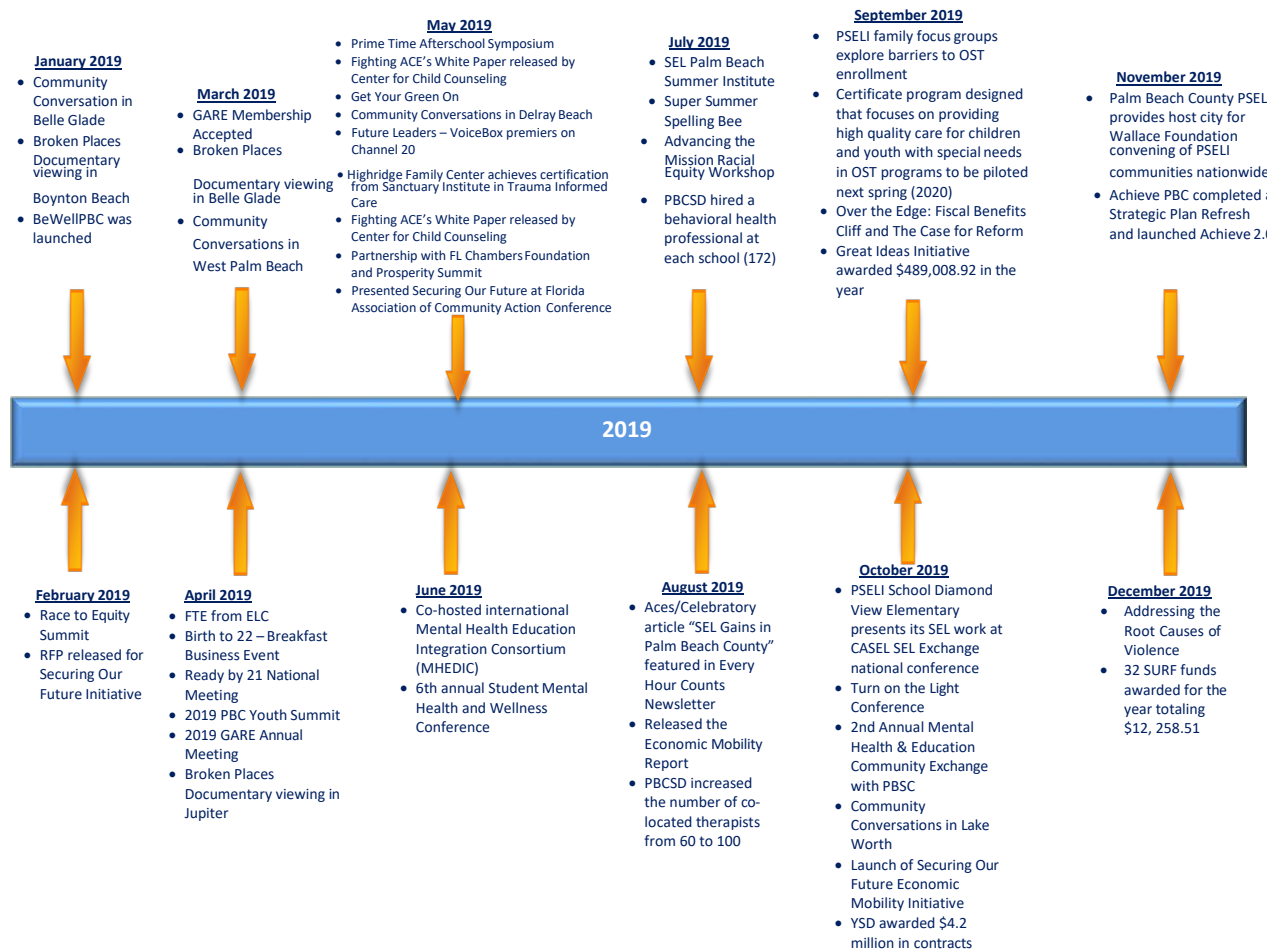 January 2019
• Community
Conversation in
Belle Glade
• Broken Places
Documentary
viewing in
Boynton Beach
• BeWellPBC was
launched
March 2019
• GARE Membership
Accepted
• Broken Places
Documentary viewing
in Belle Glade
• Community
Conversations in
West Palm Beach
May 2019
• Prime Time Afterschool Symposium
• Fighting ACE's White Paper released by
Center for Child Counseling
• Get Your Green On
• Community Conversations in Delray Beach
• Future Leaders – VoiceBox premiers on
Channel 20
• Highridge Family Center achieves certification
from Sanctuary Institute in Trauma Informed
Care
• Fighting ACE's White Paper released by
Center for Child Counseling
• Partnership with FL Chambers Foundation
and Prosperity Summit
• Presented Securing Our Future at Florida
Association of Community Action Conference
July 2019
• SEL Palm Beach
Summer Institute
• Super Summer
Spelling Bee
• Advancing the
Mission Racial
Equity Workshop
• PBCSD hired a
behavioral health
professional at
each school (172)
September 2019
• PSELI family focus groups
explore barriers to OST
enrollment
• Certificate program designed
that focuses on providing
high quality care for children
and youth with special needs
in OST programs to be piloted
next spring (2020)
• Over the Edge: Fiscal Benefits
Cliff and The Case for Reform
• Great Ideas Initiative
awarded $489,008.92 in the
year
November 2019
• Palm Beach County PSEL
provides host city for
Wallace Foundation
convening of PSELI
communities nationwide
• Achieve PBC completed a
Strategic Plan Refresh
and launched Achieve 2.
2019
February 2019
• Race to Equity
Summit
• RFP released for
Securing Our
Future Initiative
April 2019
• FTE from ELC
• Birth to 22 – Breakfast
Business Event
• Ready by 21 National
Meeting
• 2019 PBC Youth Summit
• 2019 GARE Annual
Meeting
• Broken Places
Documentary viewing in
Jupiter
June 2019
• Co-hosted international
Mental Health Education
Integration Consortium
(MHEDIC)
• 6th annual Student Mental
Health and Wellness
Conference
August 2019
• Aces/Celebratory
article "SEL Gains in
Palm Beach County"
featured in Every
Hour Counts
Newsletter
• Released the
Economic Mobility
Report
• PBCSD increased
the number of co-
located therapists
from 60 to 100
October 2019
• PSELI School Diamond
View Elementary
presents its SEL work at
CASEL SEL Exchange
national conference
• Turn on the Light
Conference
• 2nd Annual Mental
Health & Education
Community Exchange
with PBSC
• Community
Conversations in Lake
Worth
• Launch of Securing Our
Future Economic
Mobility Initiative
• YSD awarded $4.2
million in contracts
December 2019
• Addressing the
Root Causes of
Violence
• 32 SURF funds
awarded for the
year totaling
$12, 258.51